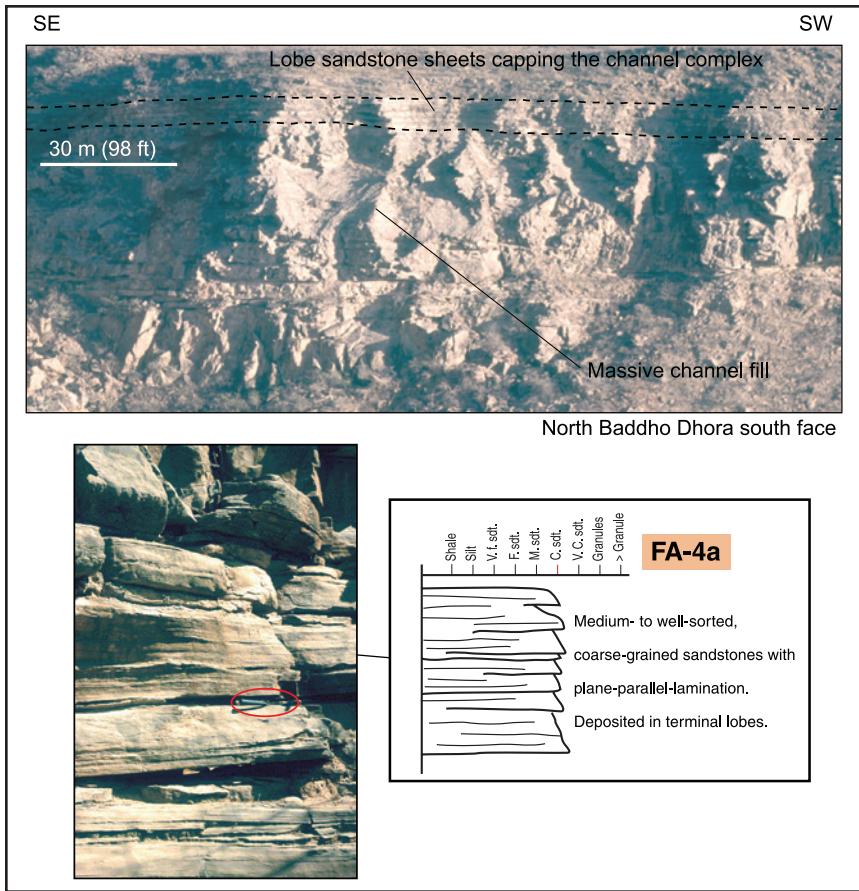 SE
SW
Lobe sandstone sheets capping the channel complex
30 m (98 ft)
Massive channel fill
North Baddho Dhora south face
Shale
Silt
V. f. sdt.
F. sdt.
M. sdt.
C. sdt.
V. C. sdt.
Granules
> Granule
FA-4a
Medium- to well-sorted,
coarse-grained sandstones with
plane-parallel-lamination.
Deposited in terminal lobes.